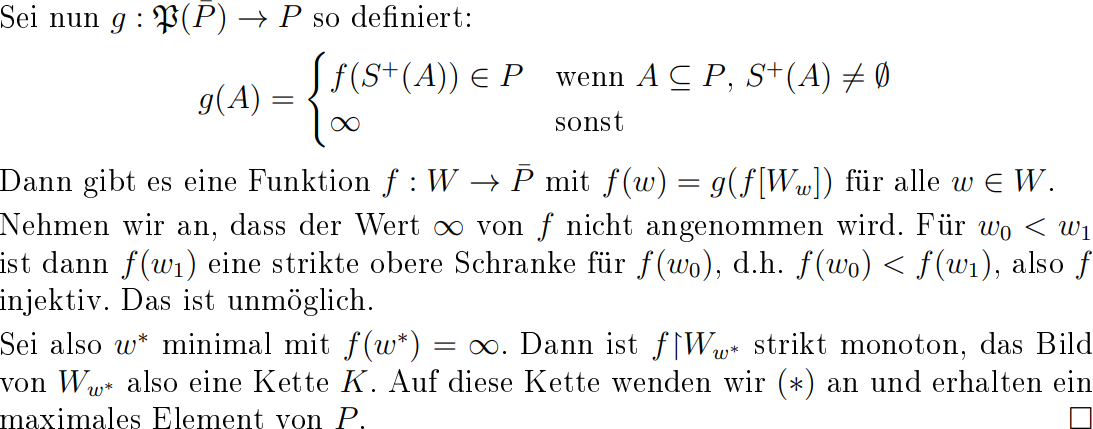 Sei nun g : 𝔓(P̄) → P so definiert:
g(A) = { f(S⁺(A)) ∈ P wenn A ⊆ P, S⁺(A) ≠ ∅
∞ sonst
Dann gibt es eine Funktion f : W → P̄ mit f(w) = g(f[W_w]) für alle w ∈ W.
Nehmen wir an, dass der Wert ∞ von f nicht angenommen wird. Für w₀ < w₁
ist dann f(w₁) eine strikte obere Schranke für f(w₀), d.h. f(w₀) < f(w₁), also f
injektiv. Das ist unmöglich.
Sei also w* minimal mit f(w*) = ∞. Dann ist f↾W_w* strikt monoton, das Bild
von W_w* also eine Kette K. Auf diese Kette wenden wir (∗) an und erhalten ein
maximales Element von P. □